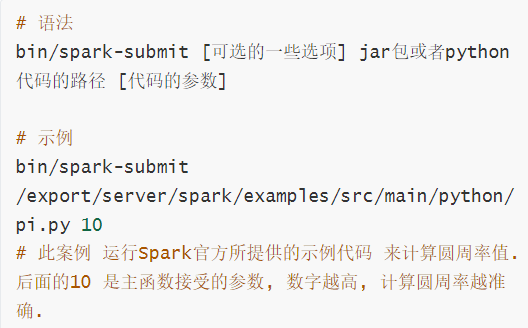 # 语法
bin/spark-submit [可选的一些选项] jar包或者python
代码的路径 [代码的参数]
# 示例
bin/spark-submit
/export/server/spark/examples/src/main/python/
pi.py 10
# 此案例 运行Spark官方所提供的示例代码 来计算圆周率值.
后面的10 是主函数接受的参数, 数字越高, 计算圆周率越准
确.